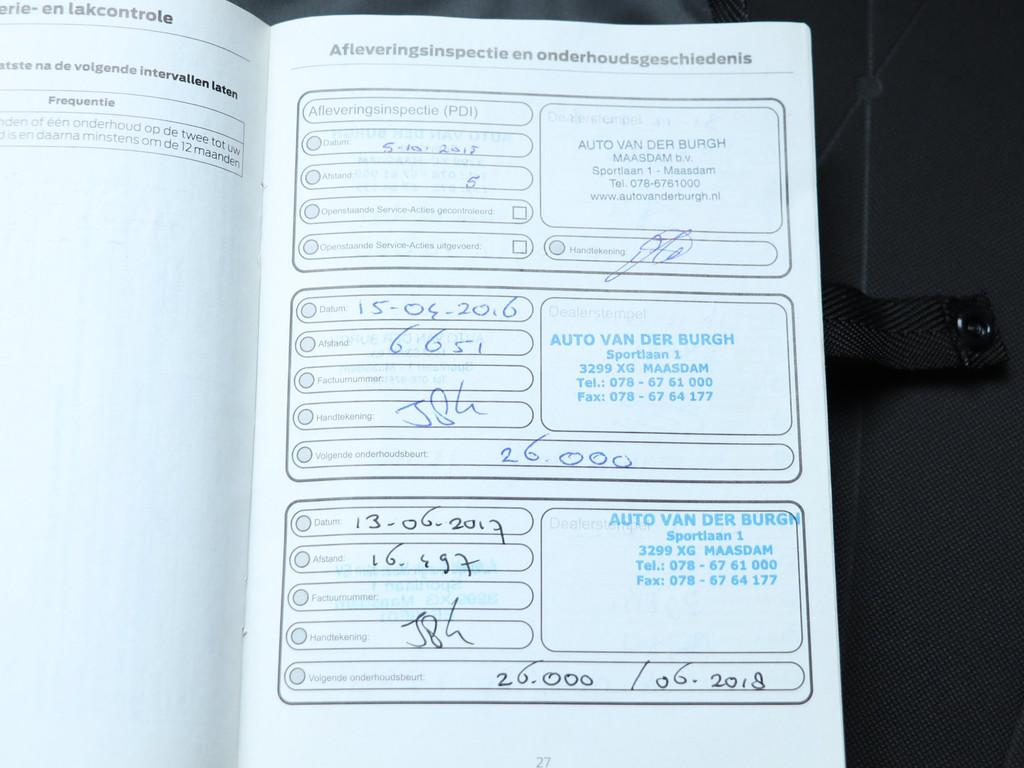 erie- en lakcontrole
atste na de volgende intervallen laten
Frequentie
nden of één onderhoud op de twee tot uw
d is en daarna minstens om de 12 maanden
Afleveringsinspectie en onderhoudsgeschiedenis
Afleveringsinspectie (PDI)
Datum:
Afstand: 5
Openstaande Service-Acties gecontroleerd:
Openstaande Service-Acties uitgevoerd:
Dealerstempel
AUTO VAN DER BURGH
MAASDAM b.v.
Sportlaan 1 - Maasdam
Tel. 078-6761000
www.autovanderburgh.nl
Handtekening:
Datum: 15-04-2016
Afstand: 6651
Factuurnummer:
Handtekening:
Dealerstempel
AUTO VAN DER BURGH
Sportlaan 1
3299 XG MAASDAM
Tel.: 078 - 67 61 000
Fax: 078 - 67 64 177
Volgende onderhoudsbeurt: 26.000
Datum: 13-06-2017
Afstand: 16.497
Factuurnummer:
Handtekening:
Dealerstempel
AUTO VAN DER BURGH
Sportlaan 1
3299 XG MAASDAM
Tel.: 078 - 67 61 000
Fax: 078 - 67 64 177
Volgende onderhoudsbeurt: 26.000 / 06-2018
27